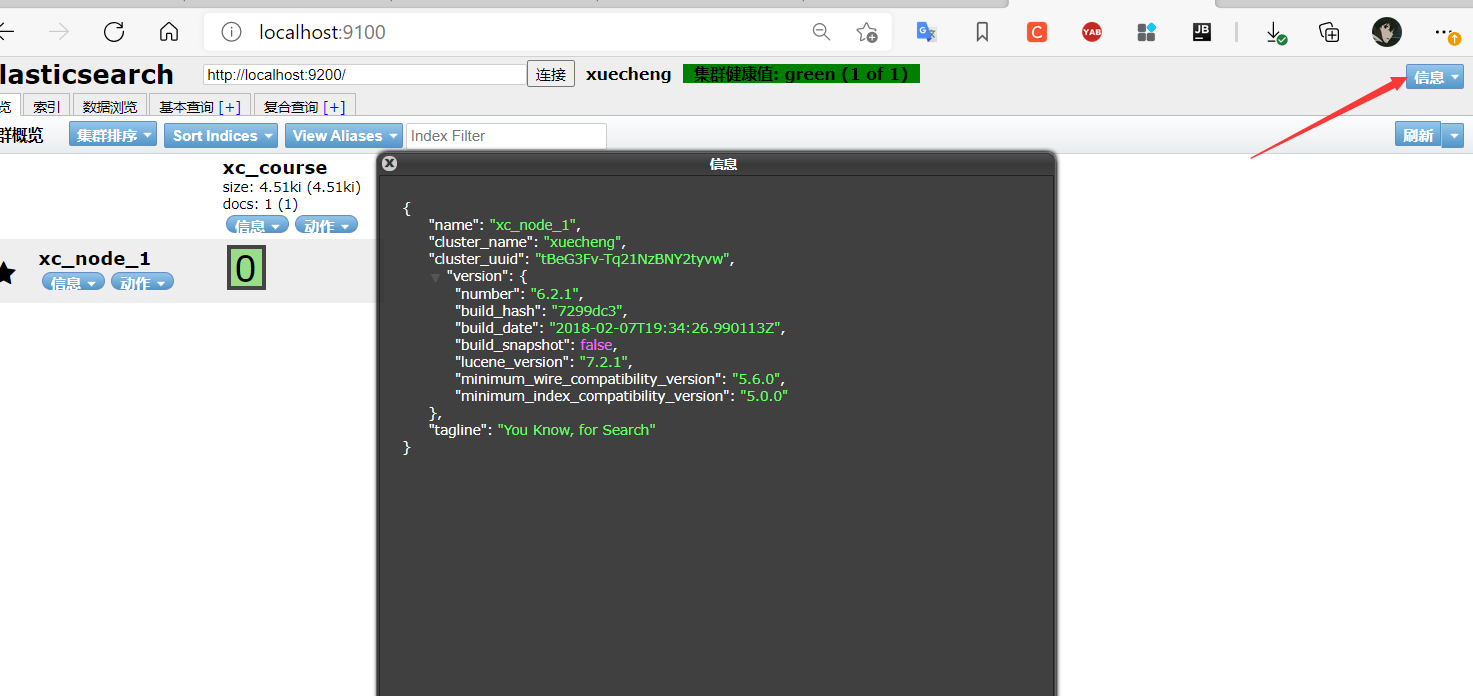 localhost:9100
C
YAB
JB
lasticsearch
http://localhost:9200/
连接
xuecheng
集群健康值: green (1 of 1)
信息
览
索引
数据浏览
基本查询 [+]
复合查询 [+]
群概览
集群排序
Sort Indices
View Aliases
Index Filter
刷新
xc_course
size: 4.51ki (4.51ki)
docs: 1 (1)
信息
动作
xc_node_1
信息
动作
0
信息
{
"name": "xc_node_1",
"cluster_name": "xuecheng",
"cluster_uuid": "tBeG3Fv-Tq21NzBNY2tyvw",
"version": {
"number": "6.2.1",
"build_hash": "7299dc3",
"build_date": "2018-02-07T19:34:26.990113Z",
"build_snapshot": false,
"lucene_version": "7.2.1",
"minimum_wire_compatibility_version": "5.6.0",
"minimum_index_compatibility_version": "5.0.0"
},
"tagline": "You Know, for Search"
}